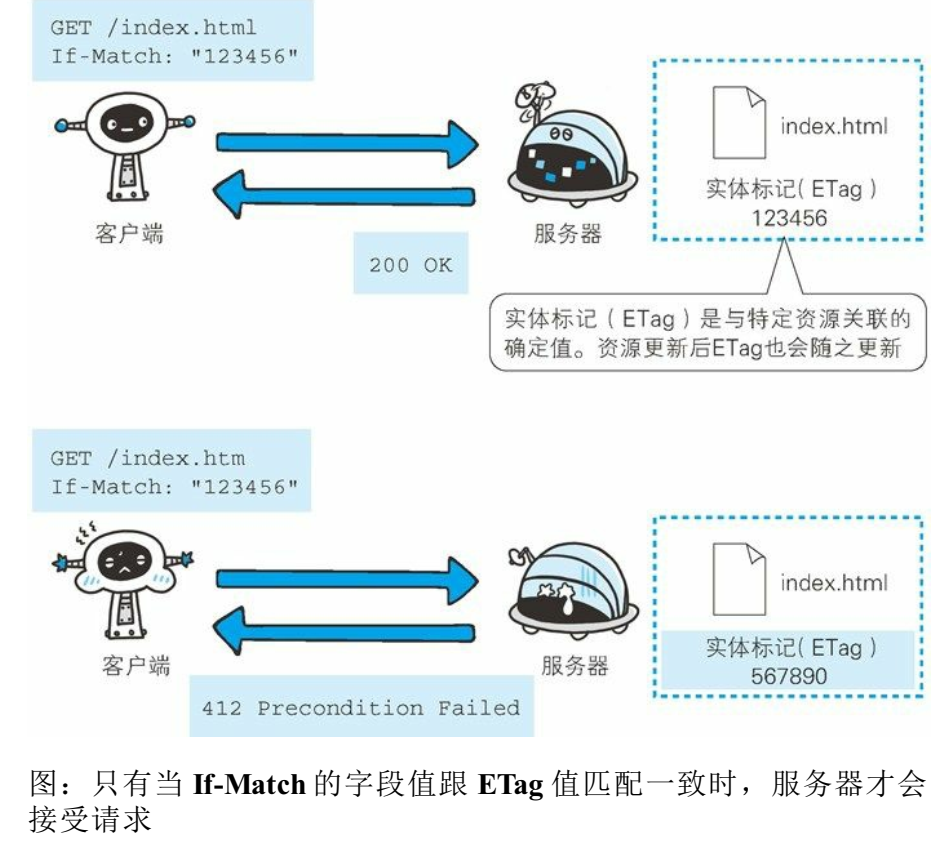 GET /index.html
If-Match: "123456"
index.html
实体标记( ETag )
123456
客户端
服务器
200 OK
实体标记 ( ETag ) 是与特定资源关联的
确定值。资源更新后ETag也会随之更新
GET /index.htm
If-Match: "123456"
index.html
实体标记( ETag )
567890
客户端
服务器
412 Precondition Failed
图：只有当 If-Match 的字段值跟 ETag 值匹配一致时，服务器才会
接受请求